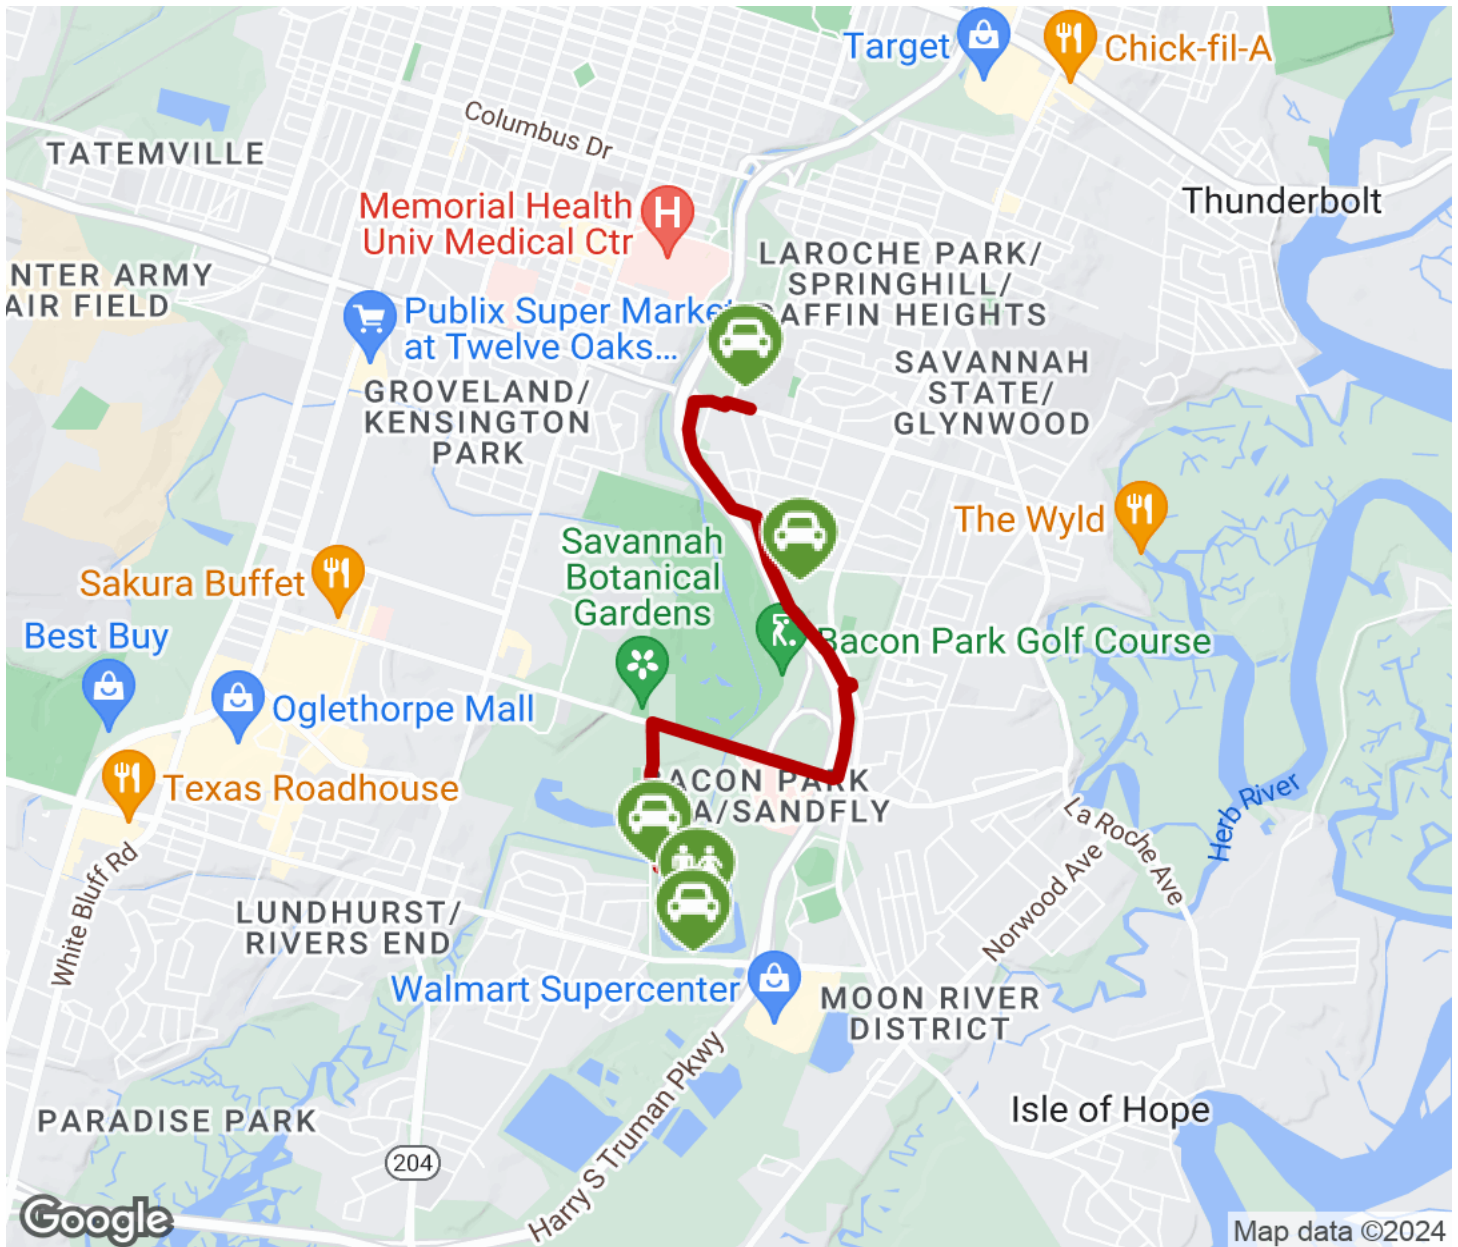 Target
Chick-fil-A
Columbus Dr
TATEMVILLE
Thunderbolt
Memorial Health
Univ Medical Ctr
H
LAROCHE PARK/
SPRINGHILL/
AFFIN HEIGHTS
NTER ARMY
AIR FIELD
Publix Super Marke
at Twelve Oaks...
SAVANNAH
STATE/
GLYNWOOD
GROVELAND/
KENSINGTON
PARK
The Wyld
Savannah
Botanical
Gardens
Sakura Buffet
Best Buy
Bacon Park Golf Course
Oglethorpe Mall
Texas Roadhouse
ACON PARK
A/SANDFLY
Herb River
La Roche Ave
Norwood Ave
White Bluff Rd
LUNDHURST/
RIVERS END
Walmart Supercenter
MOON RIVER
DISTRICT
Harry S Truman Pkwy
PARADISE PARK
Isle of Hope
204
Google
Map data ©2024